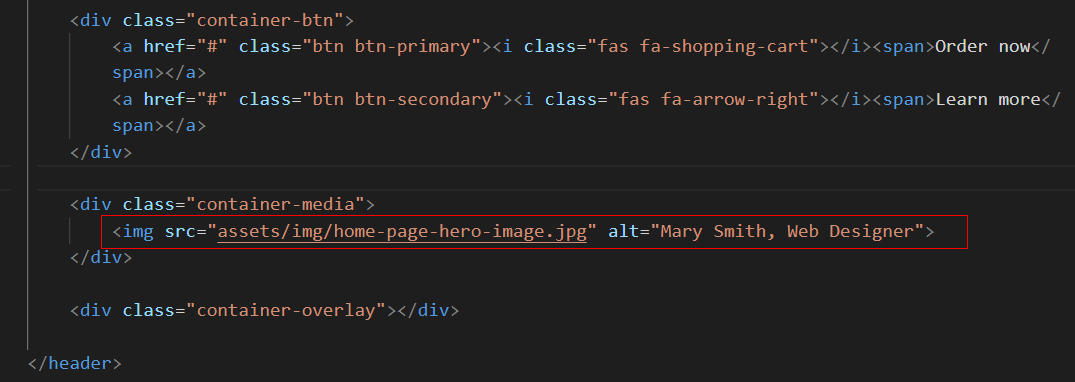 <div class="container-btn">
<a href="#" class="btn btn-primary"><i class="fas fa-shopping-cart"></i><span>Order now</
span></a>
<a href="#" class="btn btn-secondary"><i class="fas fa-arrow-right"></i><span>Learn more</
span></a>
</div>
<div class="container-media">
<img src="assets/img/home-page-hero-image.jpg" alt="Mary Smith, Web Designer">
</div>
<div class="container-overlay"></div>
</header>